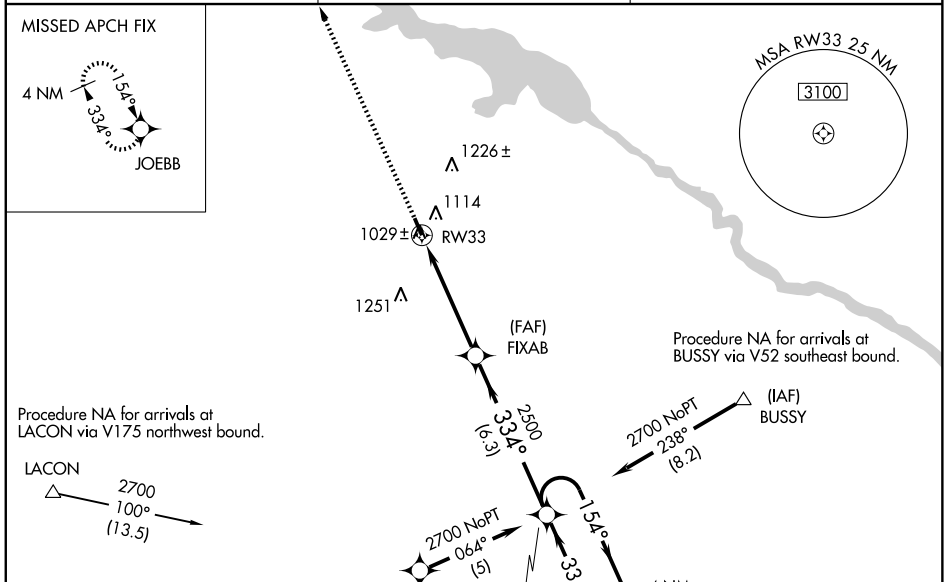 MISSED APCH FIX
4 NM
154°
334°
JOEBB
MSA RW33 25 NM
3100
1226 ±
1114
1029 ±
RW33
1251
(FAF)
FIXAB
Procedure NA for arrivals at
BUSSY via V52 southeast bound.
(IAF)
BUSSY
2700 NoPT
238°
(8.2)
2500
334°
(6.3)
Procedure NA for arrivals at
LACON via V175 northwest bound.
LACON
2700
100°
(13.5)
2700 NoPT
064°
(5)
154°
33